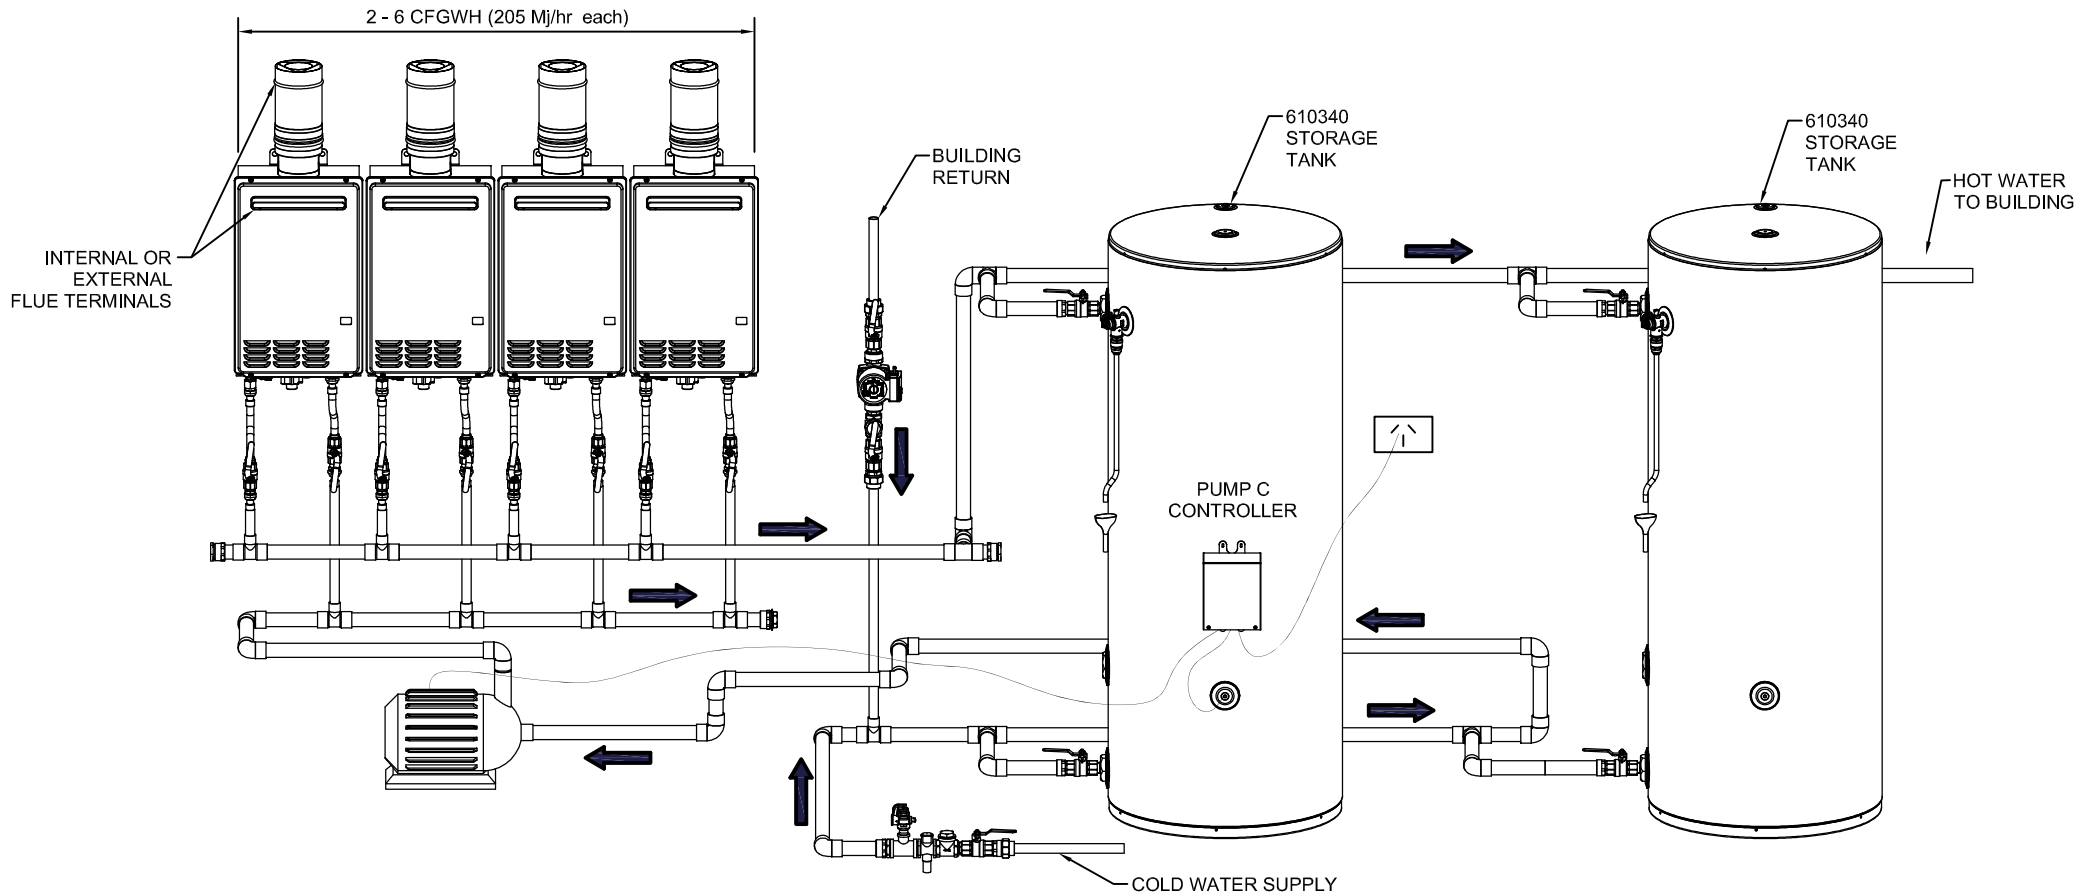 2 - 6 CFGWH (205 Mj/hr each)
610340
STORAGE
TANK
610340
STORAGE
TANK
BUILDING
RETURN
HOT WATER
TO BUILDING
INTERNAL OR
EXTERNAL
FLUE TERMINALS
PUMP C
CONTROLLER
COLD WATER SUPPLY